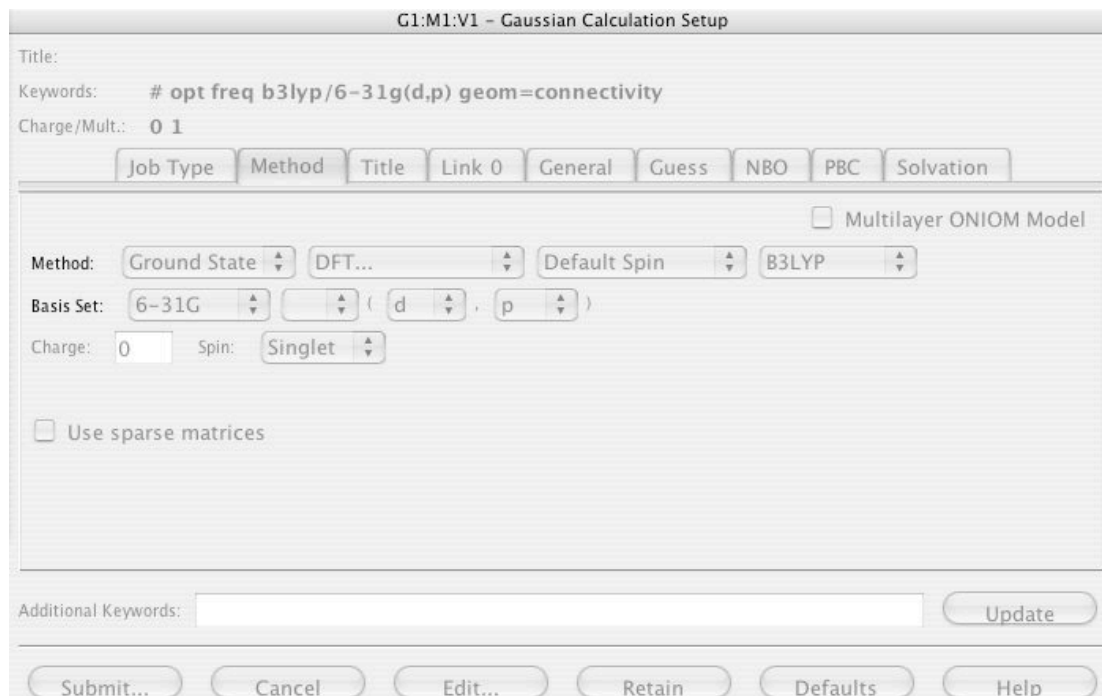 G1:M1:V1 – Gaussian Calculation Setup
Title:
Keywords: # opt freq b3lyp/6-31g(d,p) geom=connectivity
Charge/Mult.: 0 1
Job Type Method Title Link 0 General Guess NBO PBC Solvation
Multilayer ONIOM Model
Method: Ground State DFT... Default Spin B3LYP
Basis Set: 6-31G ( d , p )
Charge: 0 Spin: Singlet
Use sparse matrices
Additional Keywords: Update
Submit... Cancel Edit... Retain Defaults Help